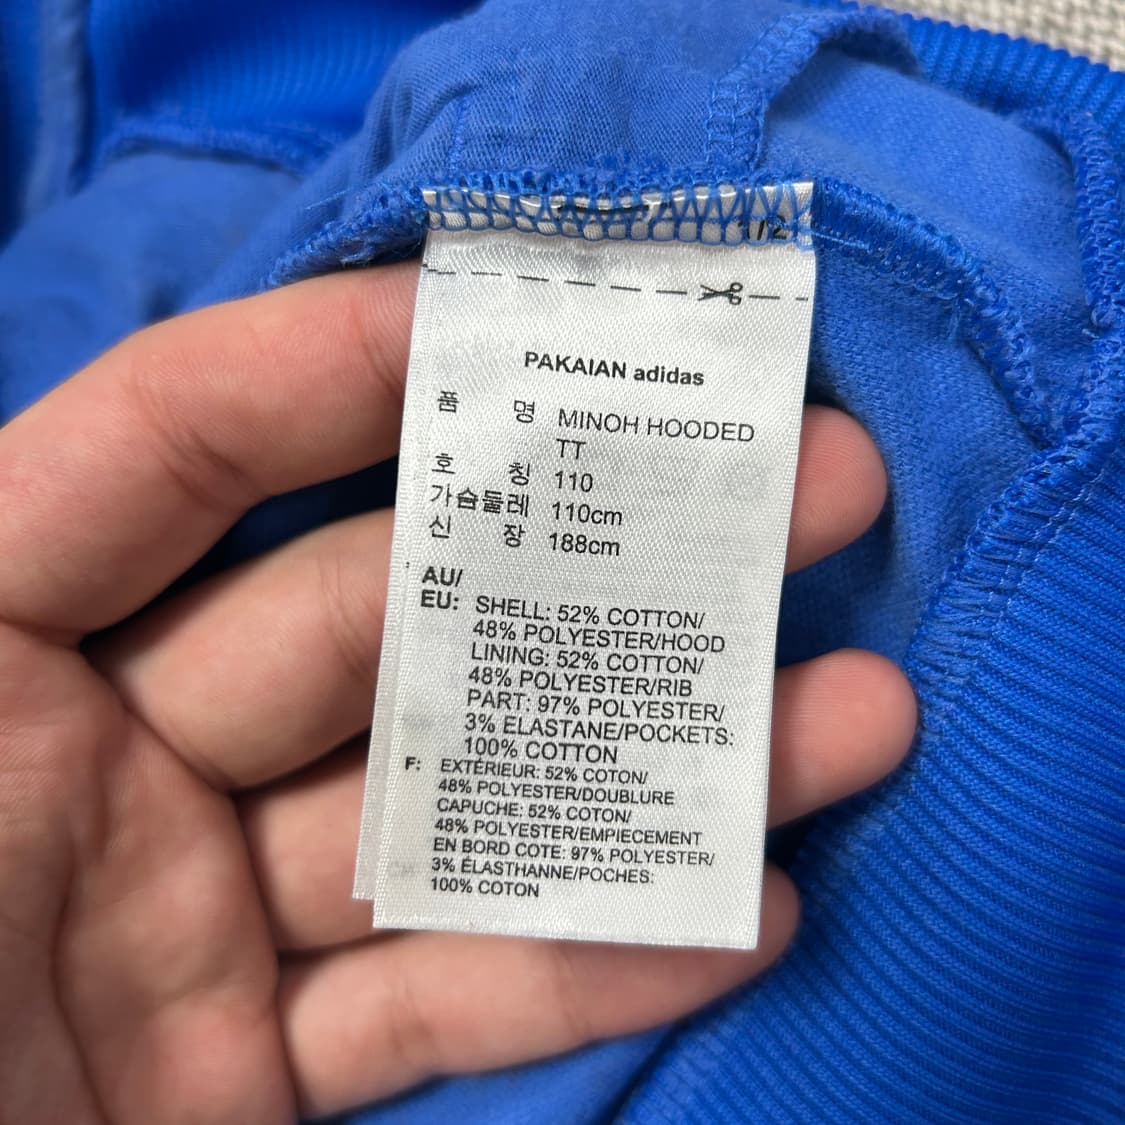 1/2
PAKAIAN adidas
품 명 MINOH HOODED
TT
호 칭 110
가슴둘레 110cm
신 장 188cm
AU/
EU: SHELL: 52% COTTON/
48% POLYESTER/HOOD
LINING: 52% COTTON/
48% POLYESTER/RIB
PART: 97% POLYESTER/
3% ELASTANE/POCKETS:
100% COTTON
F: EXTÉRIEUR: 52% COTON/
48% POLYESTER/DOUBLURE
CAPUCHE: 52% COTON/
48% POLYESTER/EMPIECEMENT
EN BORD COTE: 97% POLYESTER/
3% ÉLASTHANNE/POCHES:
100% COTON